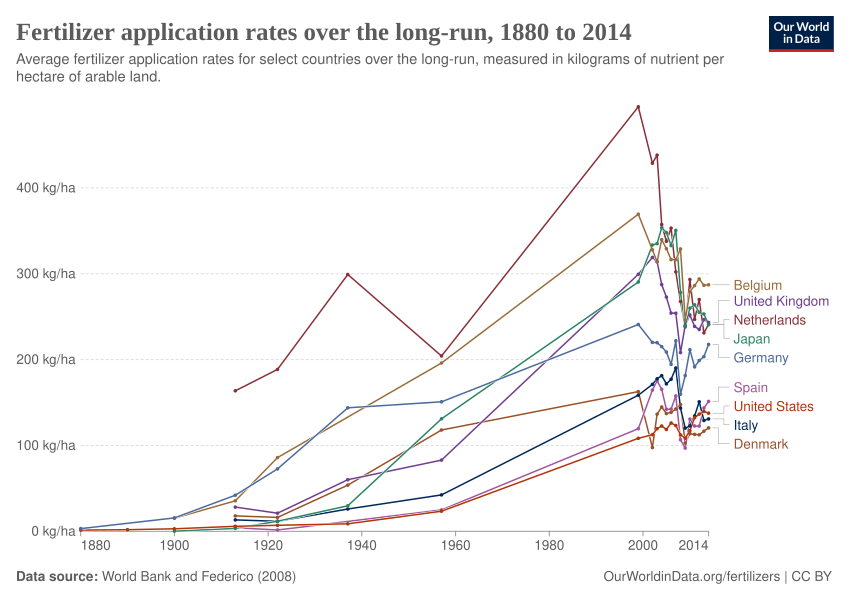 Fertilizer application rates over the long-run, 1880 to 2014
Our World
in Data
Average fertilizer application rates for select countries over the long-run, measured in kilograms of nutrient per
hectare of arable land.
400 kg/ha
300 kg/ha
200 kg/ha
100 kg/ha
0 kg/ha
Belgium
United Kingdom
Netherlands
Japan
Germany
Spain
United States
Italy
Denmark
1880 1900 1920 1940 1960 1980 2000 2014
Data source: World Bank and Federico (2008)
OurWorldinData.org/fertilizers | CC BY